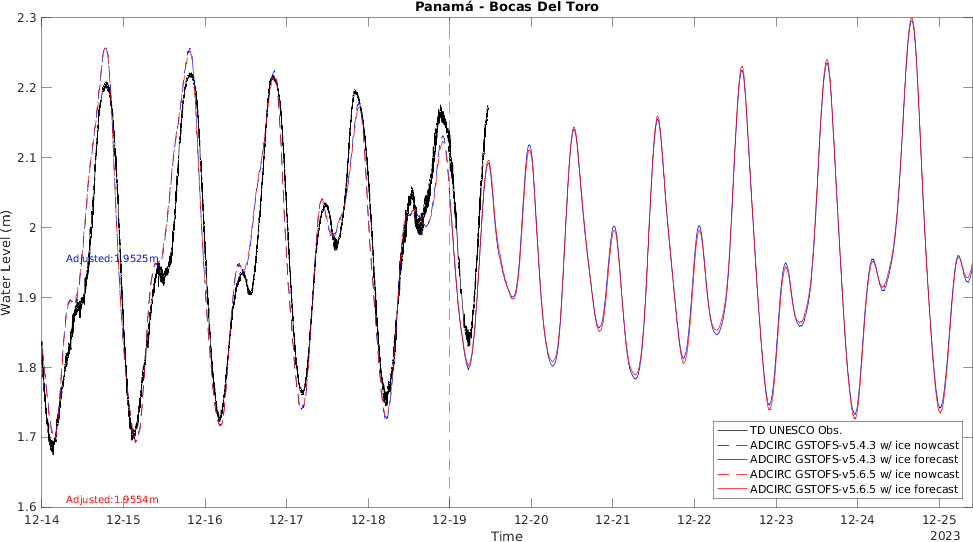 Panamá - Bocas Del Toro
Water Level (m)
2.3
2.2
2.1
2
1.9
1.8
1.7
1.6
Adjusted:1.9525m
Adjusted:1.9554m
TD UNESCO Obs.
ADCIRC GSTOFS-v5.4.3 w/ ice nowcast
ADCIRC GSTOFS-v5.4.3 w/ ice forecast
ADCIRC GSTOFS-v5.6.5 w/ ice nowcast
ADCIRC GSTOFS-v5.6.5 w/ ice forecast
12-14 12-15 12-16 12-17 12-18 12-19 12-20 12-21 12-22 12-23 12-24 12-25
Time
2023